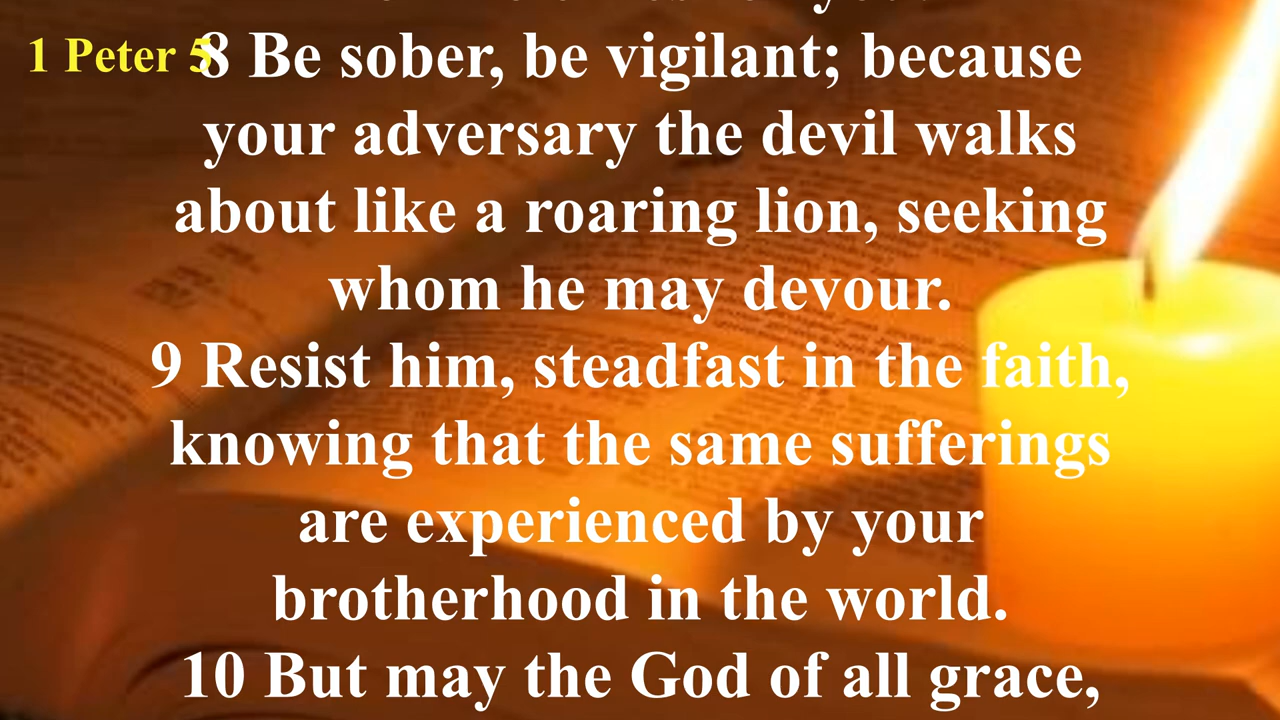 1 Peter 5
8 Be sober, be vigilant; because
your adversary the devil walks
about like a roaring lion, seeking
whom he may devour.
9 Resist him, steadfast in the faith,
knowing that the same sufferings
are experienced by your
brotherhood in the world.
10 But may the God of all grace,